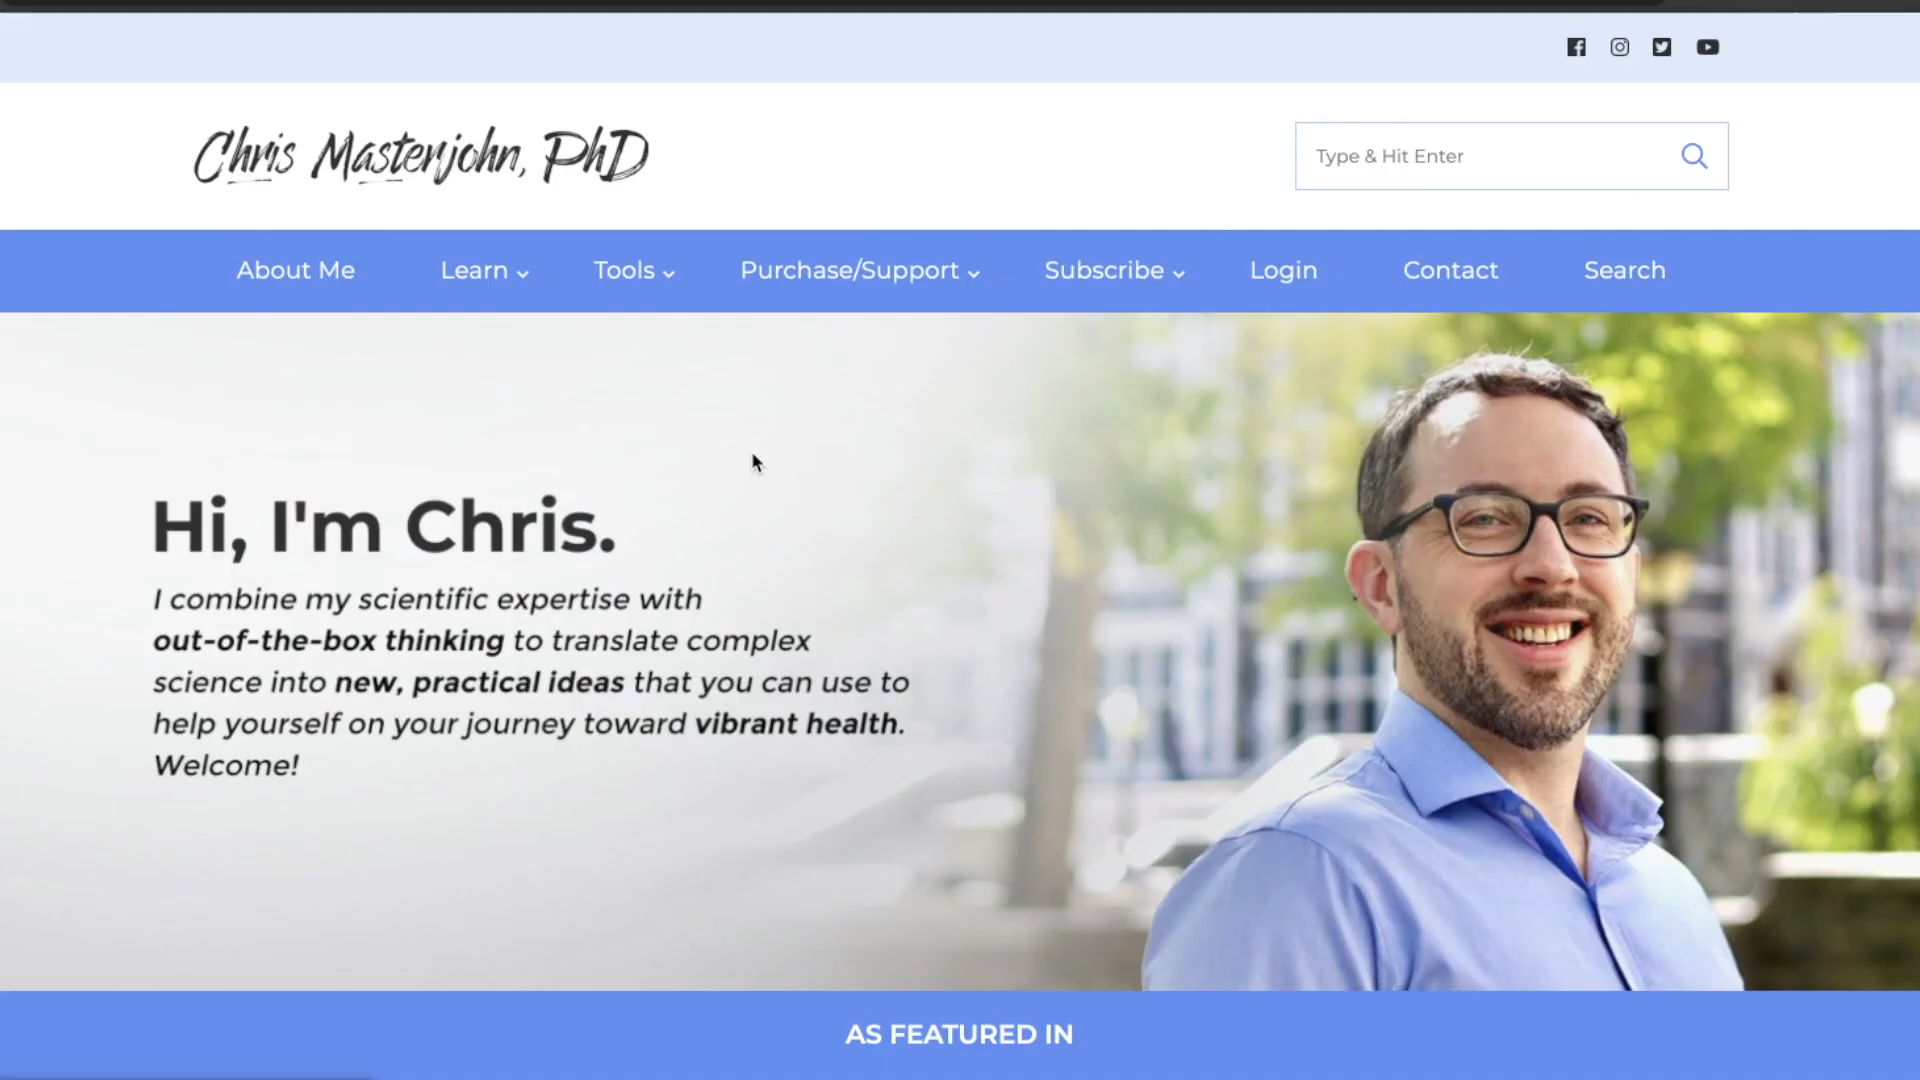 Chris Masterjohn, PhD
Type & Hit Enter
About Me Learn Tools Purchase/Support Subscribe Login Contact Search
Hi, I'm Chris.
I combine my scientific expertise with
out-of-the-box thinking to translate complex
science into new, practical ideas that you can use to
help yourself on your journey toward vibrant health.
Welcome!
AS FEATURED IN